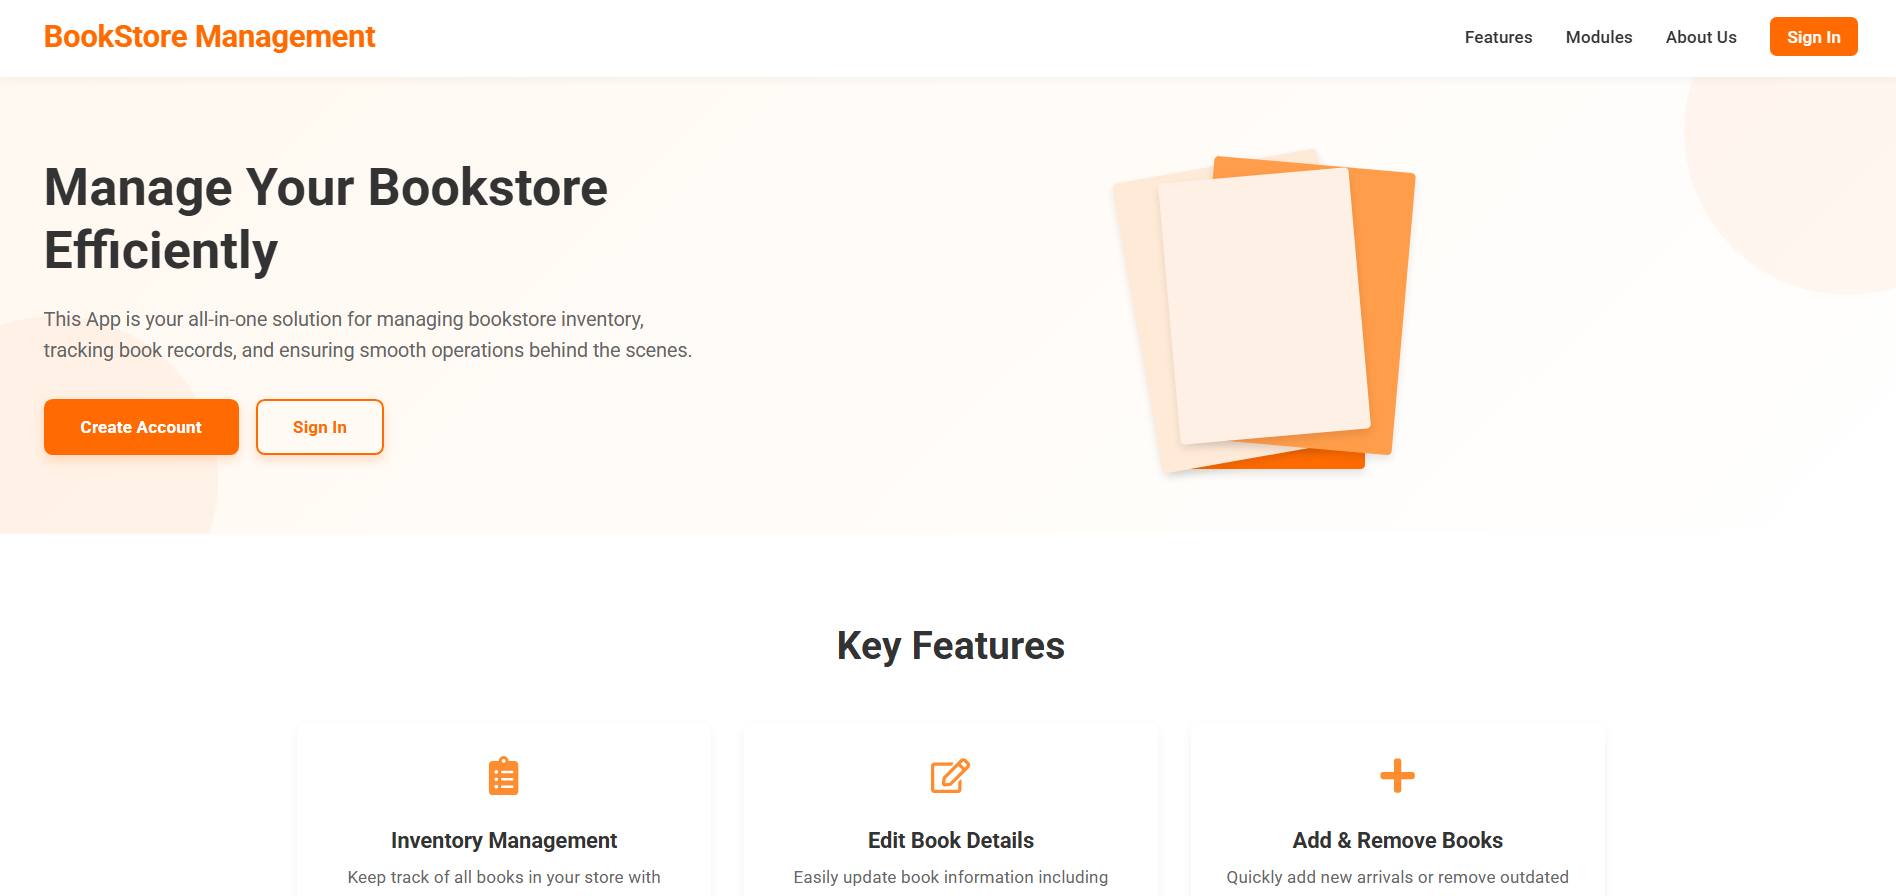 BookStore Management
Features
Modules
About Us
Sign In
Manage Your Bookstore
Efficiently
This App is your all-in-one solution for managing bookstore inventory,
tracking book records, and ensuring smooth operations behind the scenes.
Create Account
Sign In
Key Features
Inventory Management
Keep track of all books in your store with
Edit Book Details
Easily update book information including
Add & Remove Books
Quickly add new arrivals or remove outdated